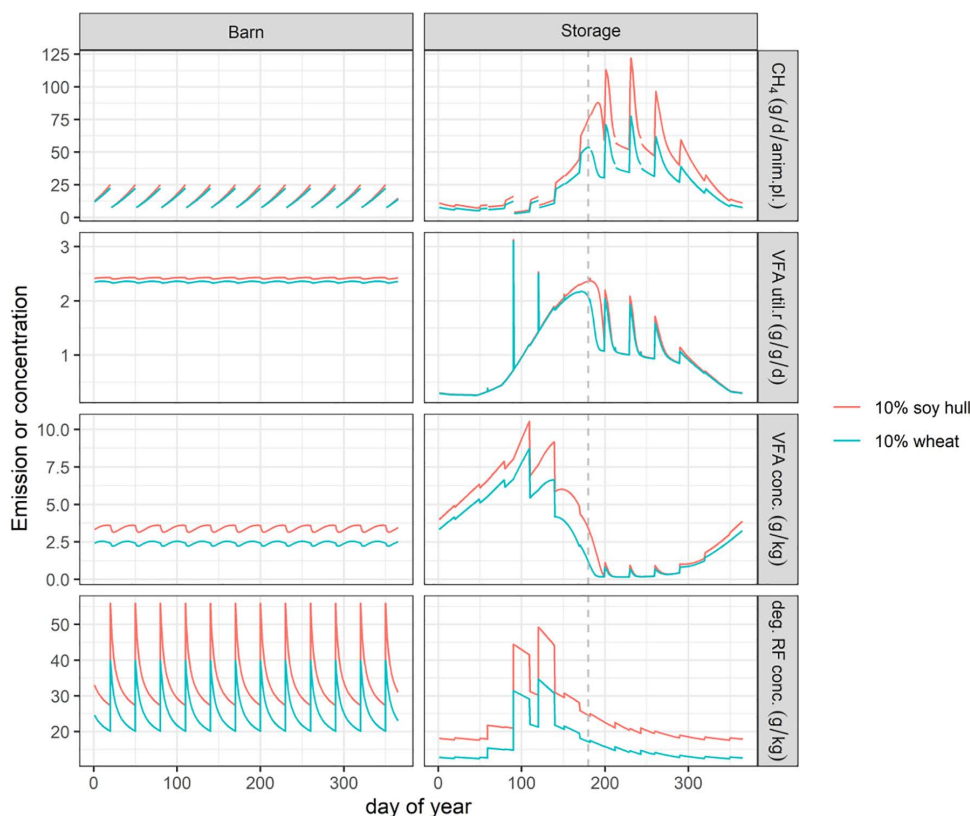 Barn
Storage
125
100
75
50
25
0
CH₄ (g/d/anim.pl.)
3
2
1
VFA util.r (g/g/d)
10.0
7.5
5.0
2.5
0.0
VFA conc. (g/kg)
50
40
30
20
deg. RF conc. (g/kg)
Emission or concentration
0 100 200 300
0 100 200 300
day of year
10% soy hull
10% wheat